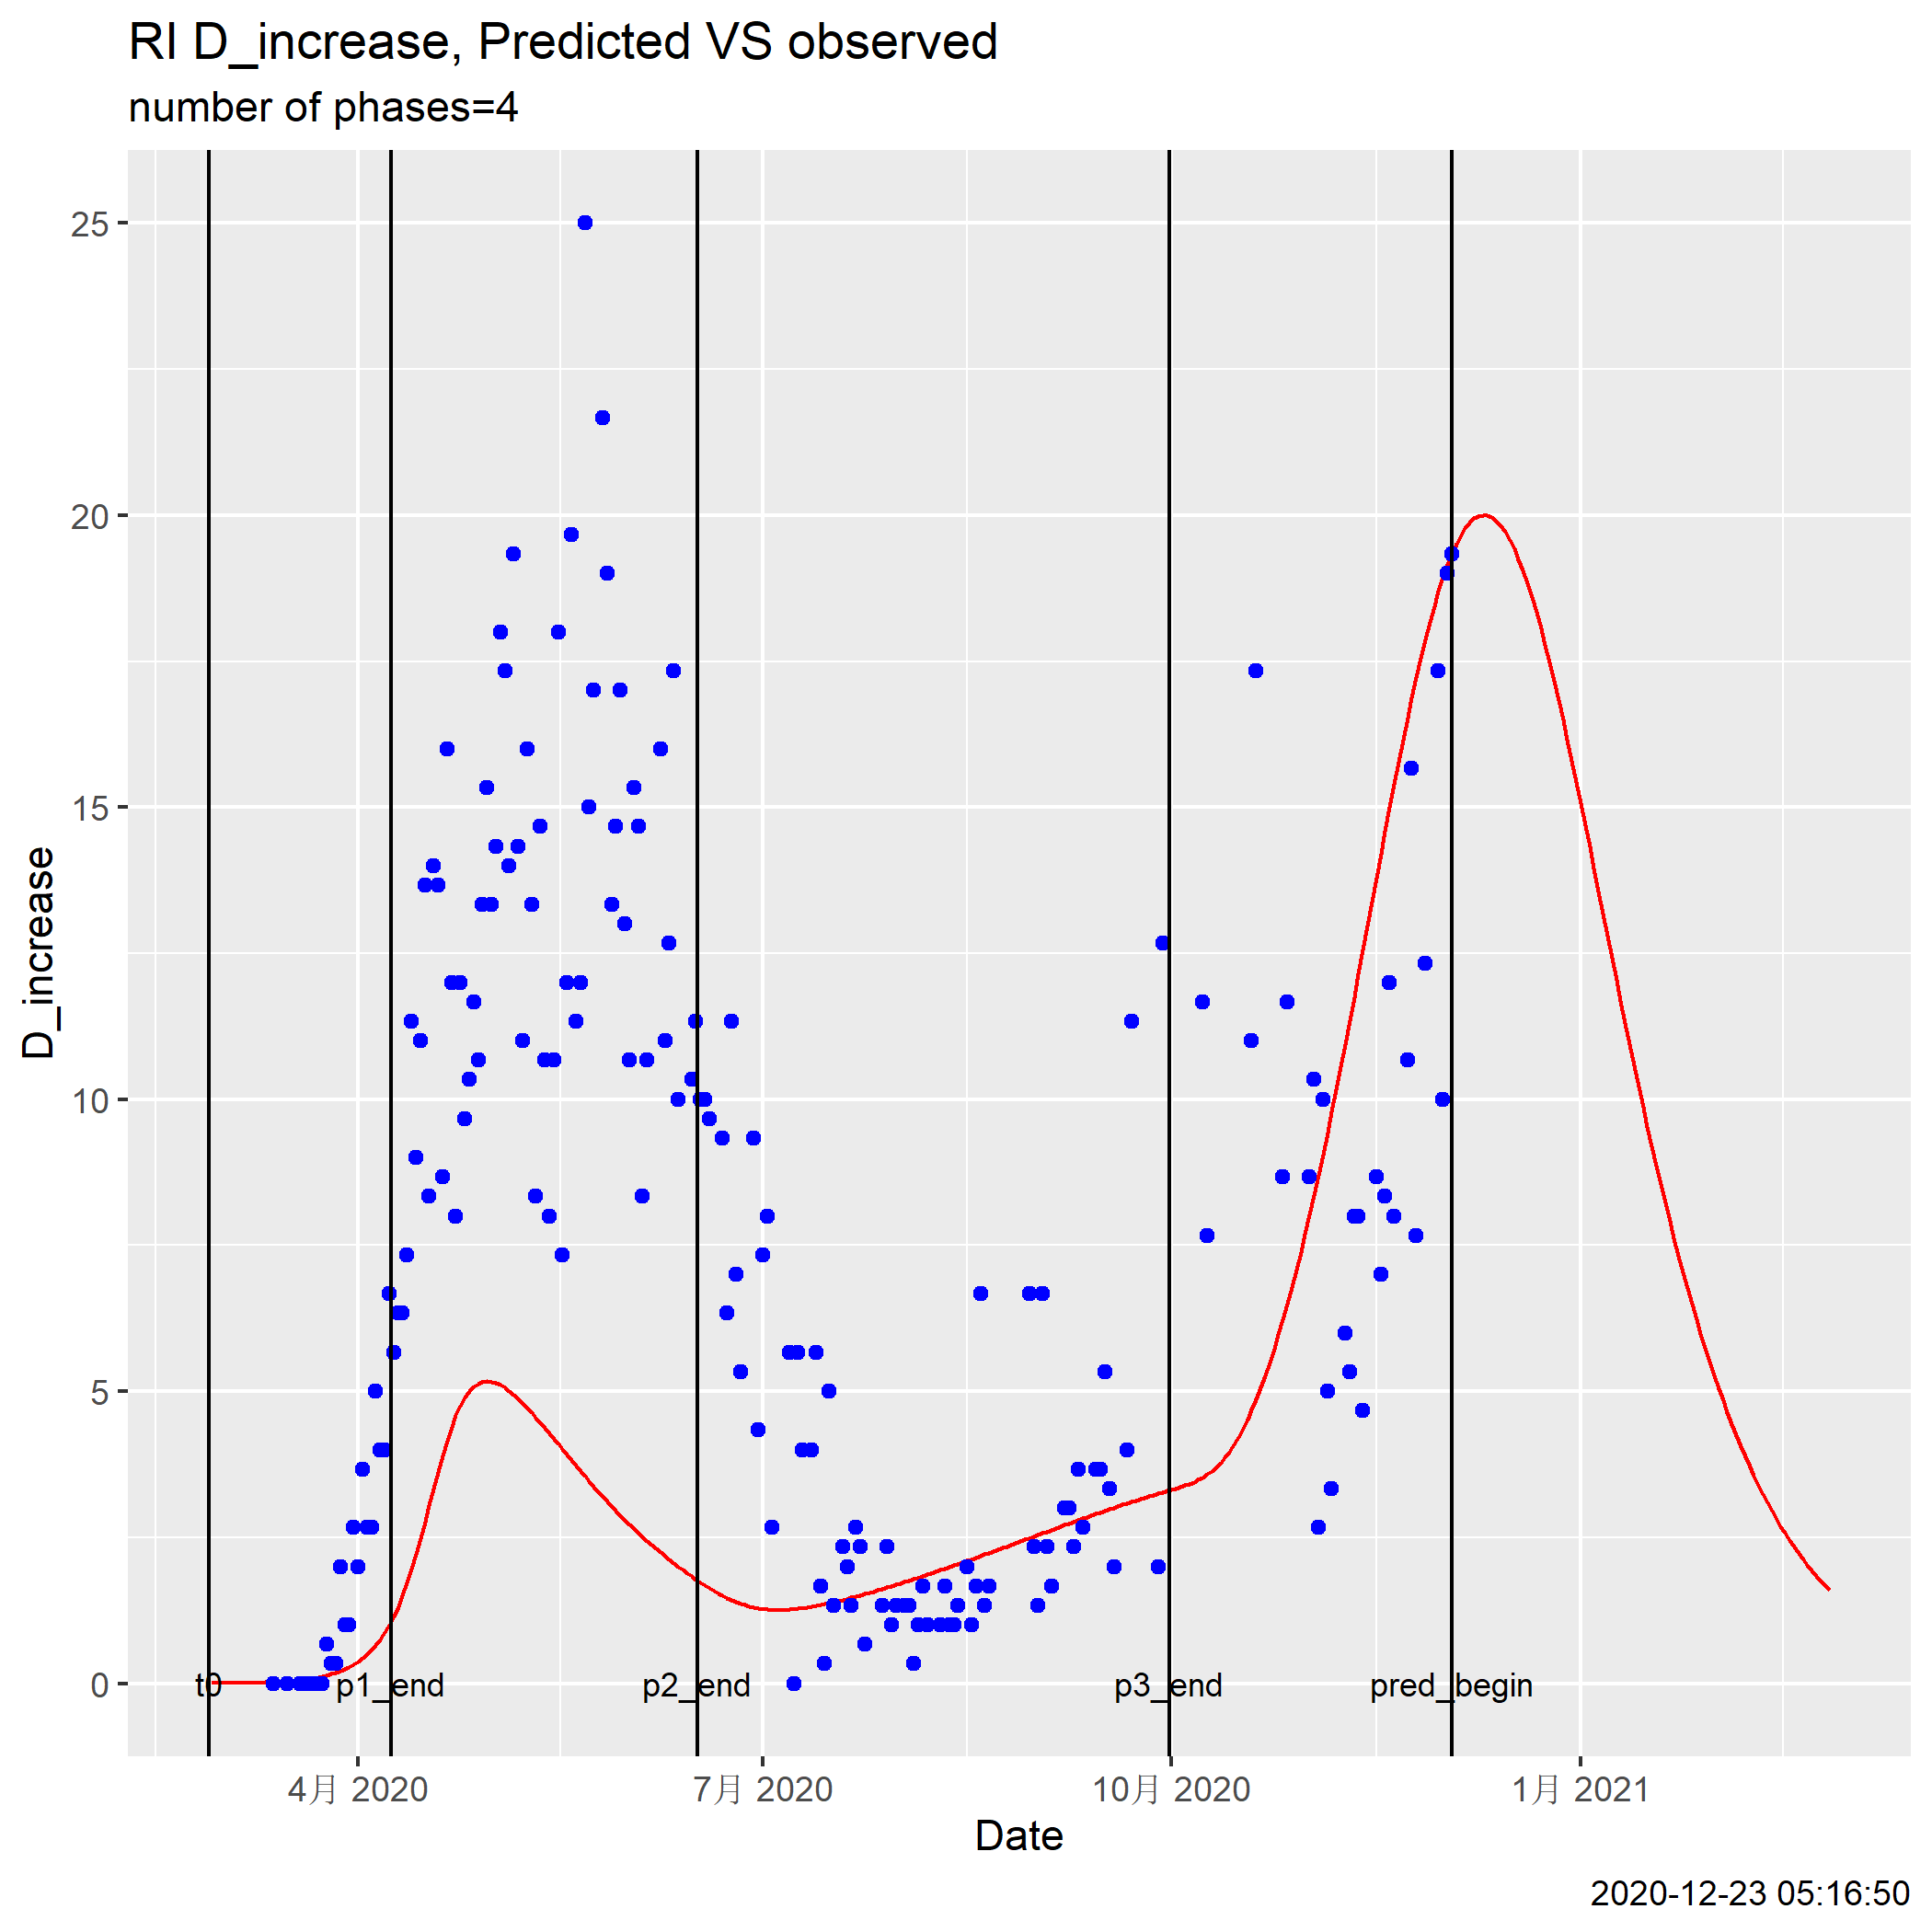 RI D_increase, Predicted VS observed
number of phases=4
25
20
15
10
5
0
D_increase
t0
p1_end
p2_end
p3_end
pred_begin
4月 2020
7月 2020
10月 2020
1月 2021
Date
2020-12-23 05:16:50